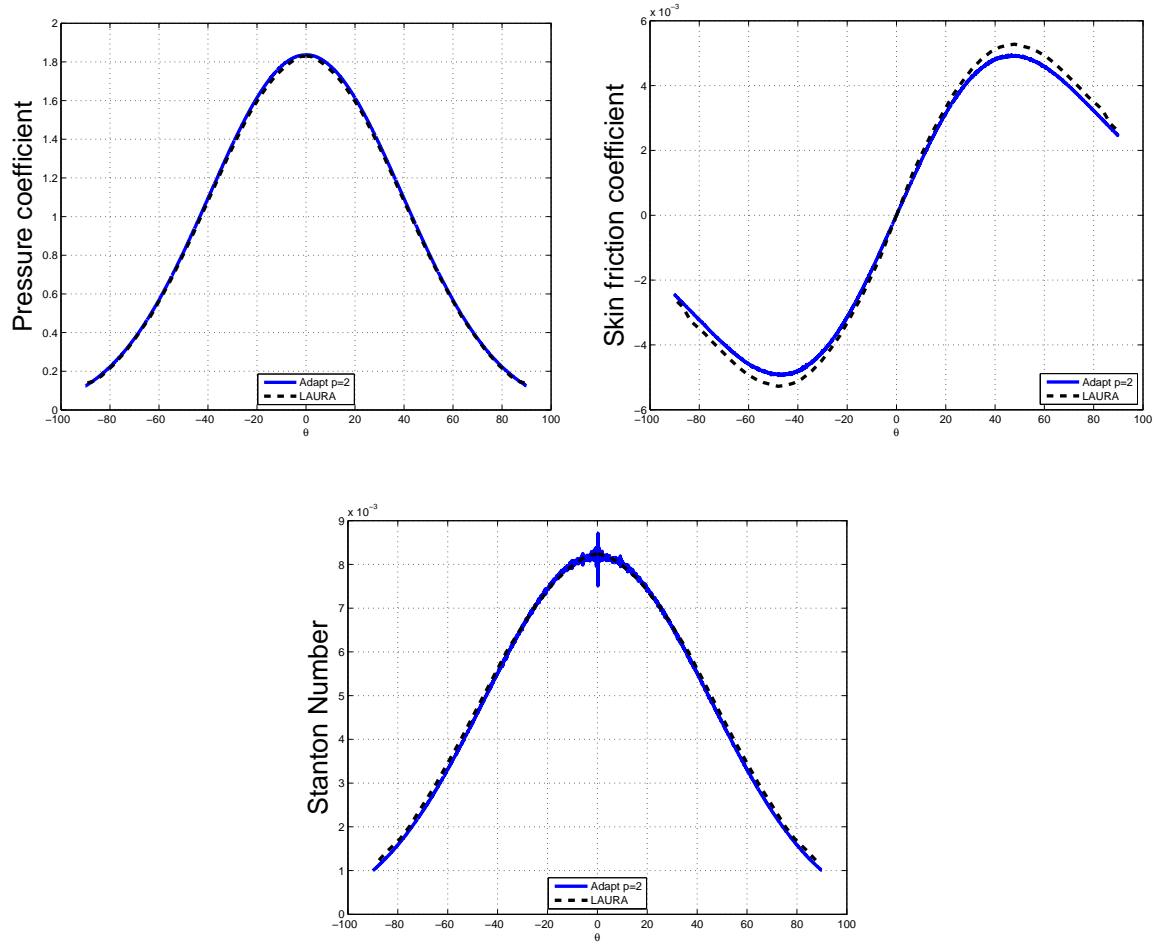 Pressure coefficient
2
1.8
1.6
1.4
1.2
1
0.8
0.6
0.4
0.2
0
−100 −80 −60 −40 −20 0 20 40 60 80 100
θ
Adapt p=2
LAURA
Skin friction coefficient
x 10⁻³
6
4
2
0
−2
−4
−6
−100 −80 −60 −40 −20 0 20 40 60 80 100
θ
Adapt p=2
LAURA
Stanton Number
x 10⁻³
9
8
7
6
5
4
3
2
1
0
−100 −80 −60 −40 −20 0 20 40 60 80 100
θ
Adapt p=2
LAURA